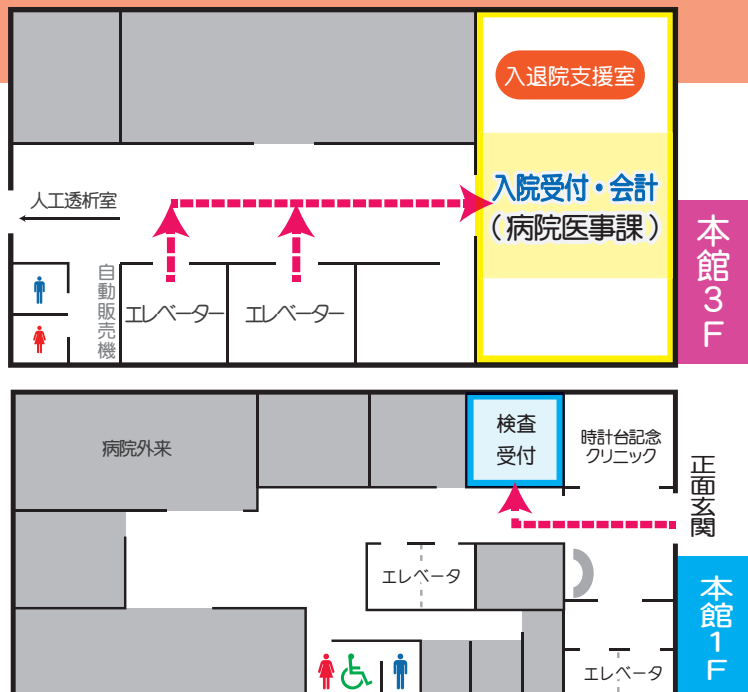 入退院支援室
入院受付・会計
（病院医事課）
人工透析室
自動販売機
エレベーター
エレベーター
本館3F
病院外来
検査
受付
時計台記念
クリニック
正面玄関
エレベータ
エレベータ
本館1F